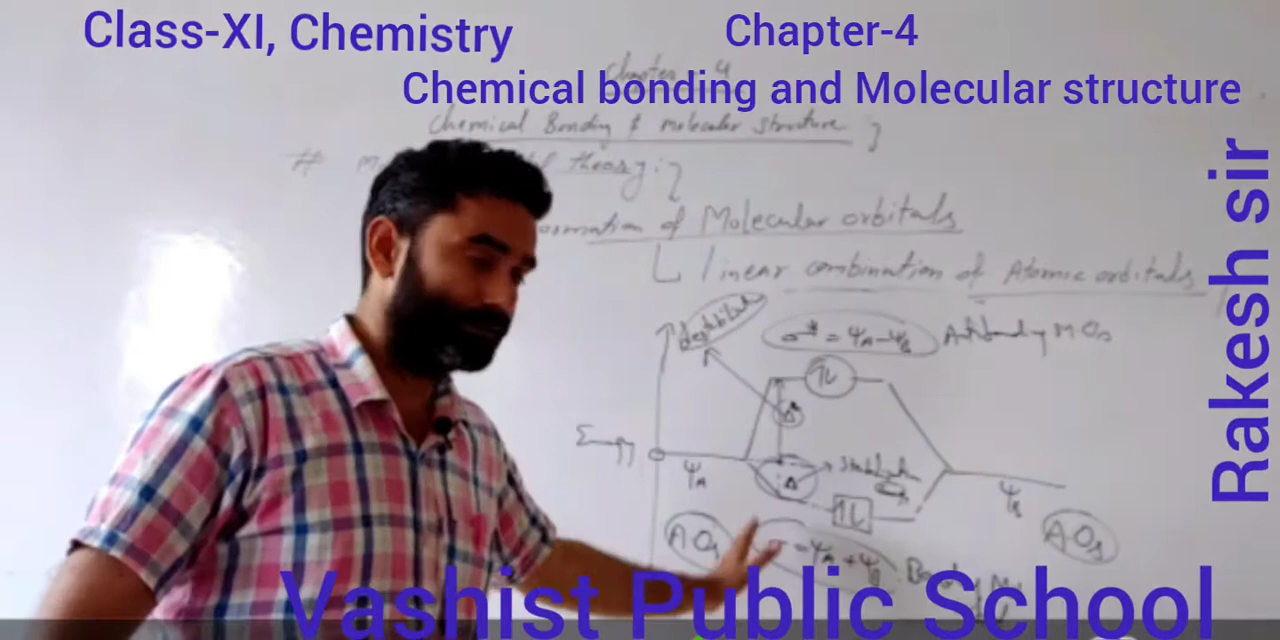 Class-XI, Chemistry
Chapter-4
Chapter - 4
Chemical bonding and Molecular structure
Chemical Bonding & molecular structure }
# theory :- }
of Molecular orbitals
Linear combination of Atomic orbitals
σ* = ψA - ψB MOs
Energy
Δ*
Δ
ψA
ψB
AOs
AOs
σ = ψA + ψB
Vashist Public School
Rakesh sir